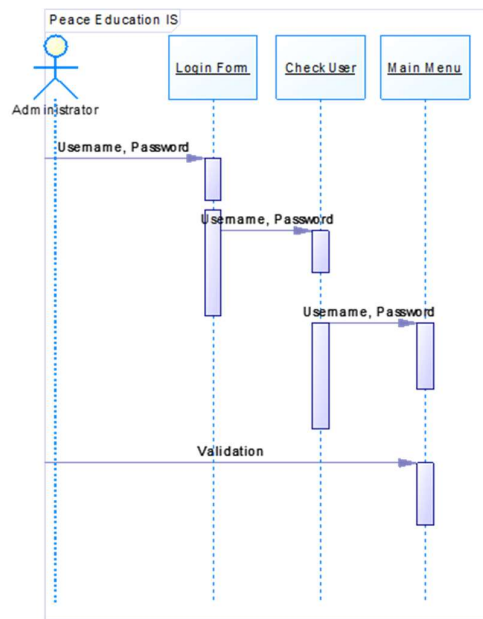 Peace Education IS
Login Form
Check User
Main Menu
Administrator
Username, Password
Username, Password
Username, Password
Validation